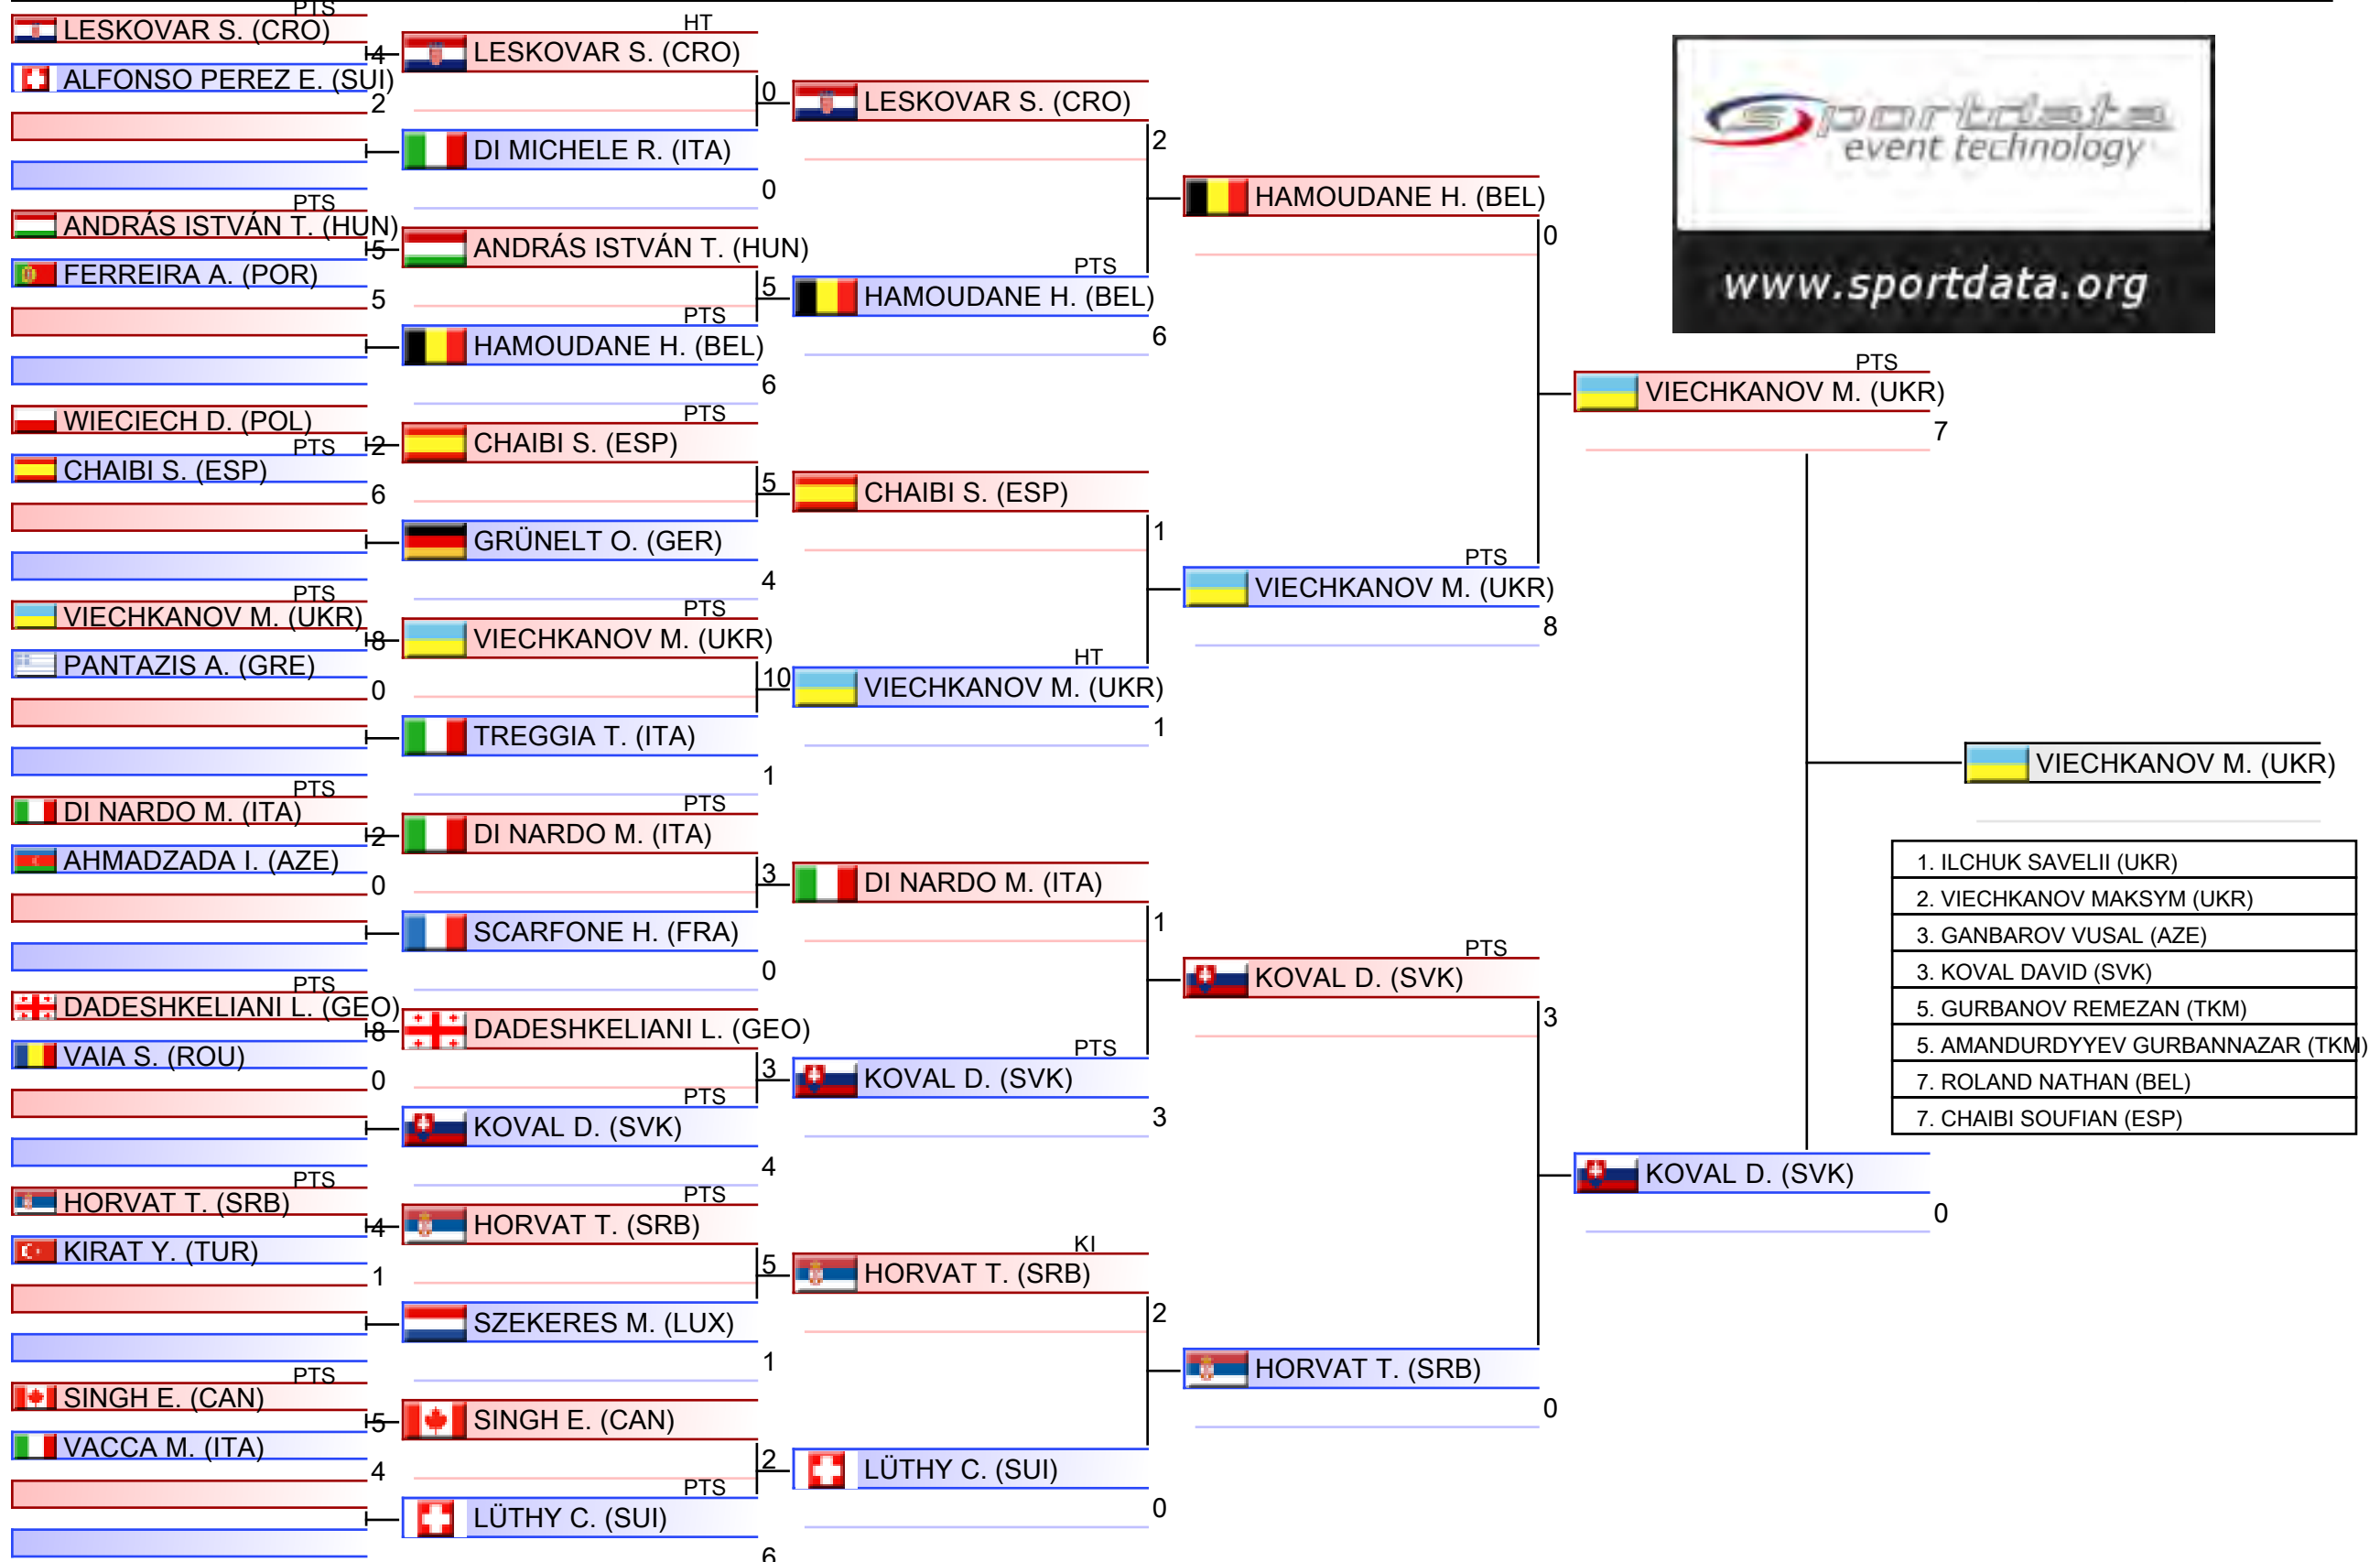 PTS
LESKOVAR S. (CRO)
4
ALFONSO PEREZ E. (SUI)
2
PTS
ANDRÁS ISTVÁN T. (HUN)
5
FERREIRA A. (POR)
5
WIECIECH D. (POL)
2
PTS
CHAIBI S. (ESP)
6
PTS
VIECHKANOV M. (UKR)
8
PANTAZIS A. (GRE)
0
PTS
DI NARDO M. (ITA)
2
AHMADZADA I. (AZE)
0
PTS
DADESHKELIANI L. (GEO)
8
VAIA S. (ROU)
0
PTS
HORVAT T. (SRB)
4
KIRAT Y. (TUR)
1
PTS
SINGH E. (CAN)
5
VACCA M. (ITA)
4
HT
LESKOVAR S. (CRO)
0
DI MICHELE R. (ITA)
0
ANDRÁS ISTVÁN T. (HUN)
5
PTS
HAMOUDANE H. (BEL)
6
PTS
CHAIBI S. (ESP)
5
GRÜNELT O. (GER)
4
PTS
VIECHKANOV M. (UKR)
10
TREGGIA T. (ITA)
1
PTS
DI NARDO M. (ITA)
3
SCARFONE H. (FRA)
0
DADESHKELIANI L. (GEO)
3
PTS
KOVAL D. (SVK)
4
PTS
HORVAT T. (SRB)
5
SZEKERES M. (LUX)
1
SINGH E. (CAN)
2
PTS
LÜTHY C. (SUI)
6
LESKOVAR S. (CRO)
2
PTS
HAMOUDANE H. (BEL)
6
CHAIBI S. (ESP)
1
HT
VIECHKANOV M. (UKR)
1
DI NARDO M. (ITA)
1
PTS
KOVAL D. (SVK)
3
KI
HORVAT T. (SRB)
2
LÜTHY C. (SUI)
0
HAMOUDANE H. (BEL)
0
PTS
VIECHKANOV M. (UKR)
8
PTS
KOVAL D. (SVK)
3
HORVAT T. (SRB)
0
sportdata
event technology
www.sportdata.org
PTS
VIECHKANOV M. (UKR)
7
KOVAL D. (SVK)
0
VIECHKANOV M. (UKR)
1. ILCHUK SAVELII (UKR)
2. VIECHKANOV MAKSYM (UKR)
3. GANBAROV VUSAL (AZE)
3. KOVAL DAVID (SVK)
5. GURBANOV REMEZAN (TKM)
5. AMANDURDYYEV GURBANNAZAR (TKM)
7. ROLAND NATHAN (BEL)
7. CHAIBI SOUFIAN (ESP)